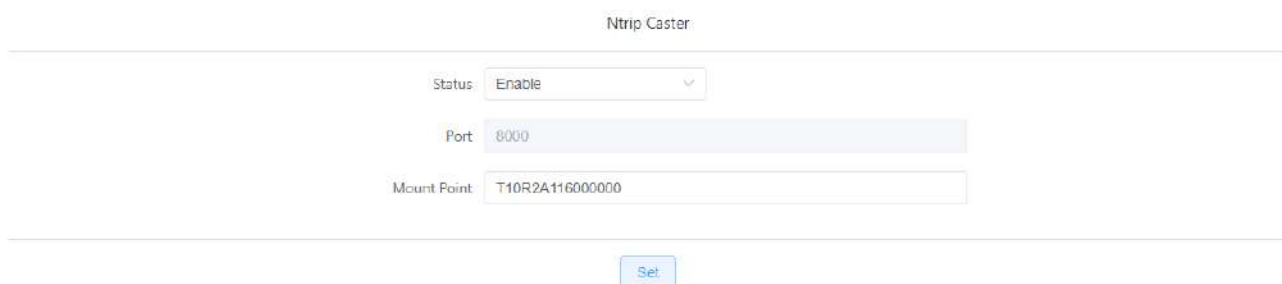 Ntrip Caster
Status Enable
Port 8000
Mount Point T10R2A116000000
Set